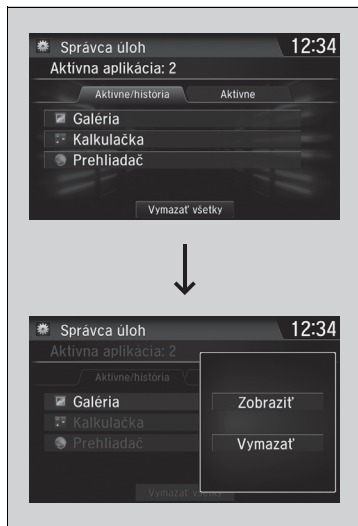 Správca úloh 12:34
Aktívna aplikácia: 2
Aktívne/história Aktívne
Galéria
Kalkulačka
Prehliadač
Vymazať všetky
Správca úloh 12:34
Aktívna aplikácia: 2
Aktívne/história
Galéria Zobraziť
Kalkulačka
Prehliadač Vymazať
Vymazať všetky